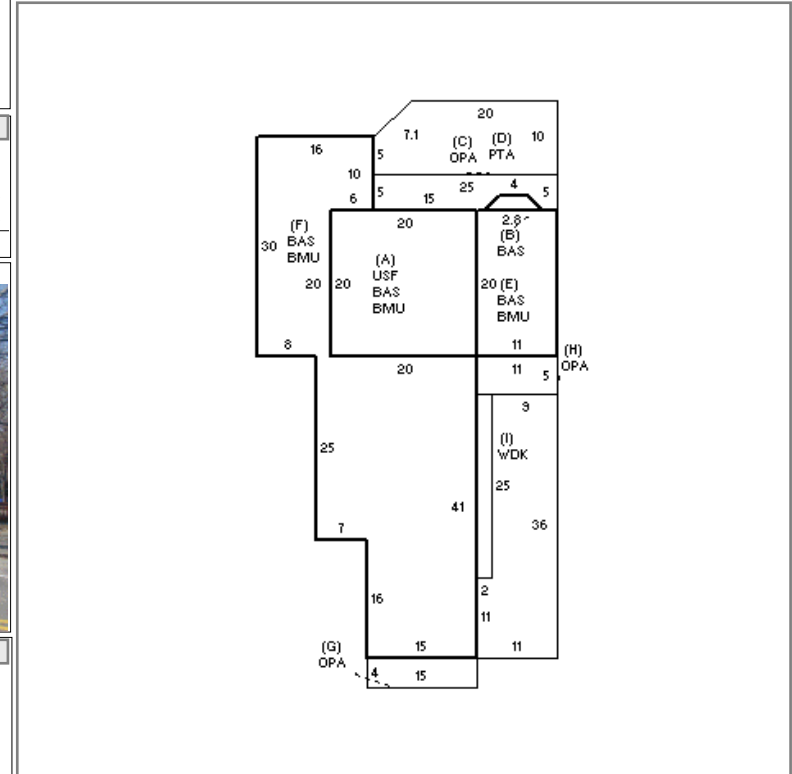 20
7.1
10
(C)
OPA
(D)
PTA
16
5
10
25
4
5
5
6
15
20
2.8
(F)
BAS
BMU
(B)
BAS
30
(A)
USF
BAS
BMU
20
20
20
(E)
BAS
BMU
8
11
(H)
OPA
20
11
5
9
(I)
WDK
25
25
41
36
7
2
16
11
(G)
OPA
15
11
4
15